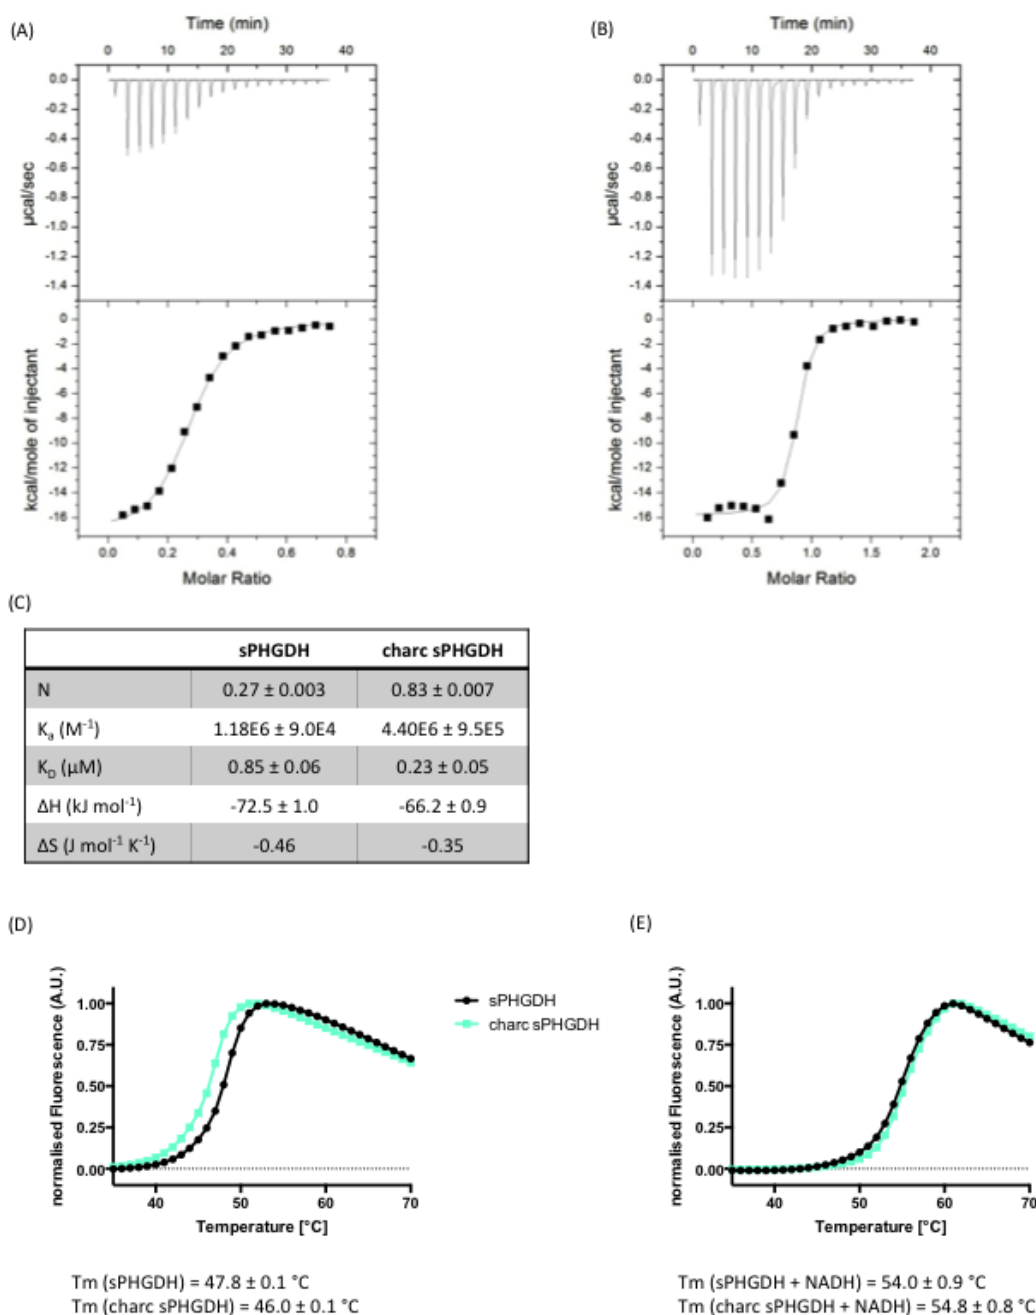 (A)
Time (min)
0 10 20 30 40
0.0
-0.2
-0.4
-0.6
-0.8
-1.0
-1.2
-1.4
µcal/sec
0
-2
-4
-6
-8
-10
-12
-14
-16
kcal/mole of injectant
0.0 0.2 0.4 0.6 0.8
Molar Ratio
(B)
Time (min)
0 10 20 30 40
0.0
-0.2
-0.4
-0.6
-0.8
-1.0
-1.2
-1.4
µcal/sec
0
-2
-4
-6
-8
-10
-12
-14
-16
kcal/mole of injectant
0.0 0.5 1.0 1.5 2.0
Molar Ratio
(C)
sPHGDH charc sPHGDH
N 0.27 ± 0.003 0.83 ± 0.007
Ka (M-1) 1.18E6 ± 9.0E4 4.40E6 ± 9.5E5
KD (µM) 0.85 ± 0.06 0.23 ± 0.05
ΔH (kJ mol-1) -72.5 ± 1.0 -66.2 ± 0.9
ΔS (J mol-1 K-1) -0.46 -0.35
(D)
normalised Fluorescence (A.U.)
1.00
0.75
0.50
0.25
0.00
40 50 60 70
Temperature [°C]
sPHGDH
charc sPHGDH
Tm (sPHGDH) = 47.8 ± 0.1 °C
Tm (charc sPHGDH) = 46.0 ± 0.1 °C
(E)
normalised Fluorescence (A.U.)
1.00
0.75
0.50
0.25
0.00
40 50 60 70
Temperature [°C]
Tm (sPHGDH + NADH) = 54.0 ± 0.9 °C
Tm (charc sPHGDH + NADH) = 54.8 ± 0.8 °C